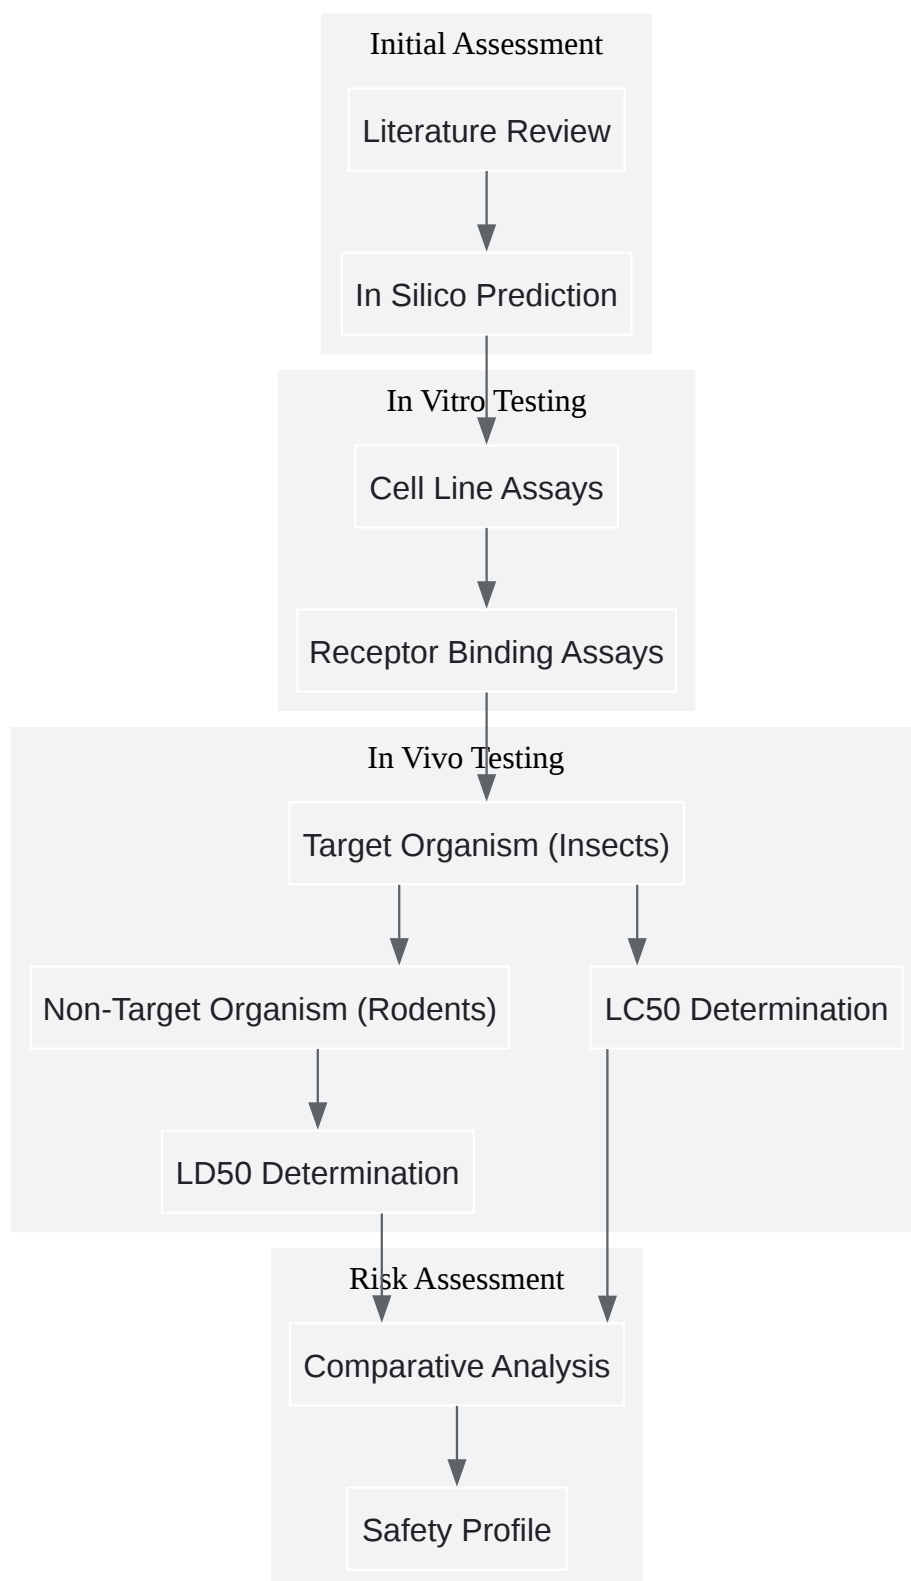 Initial Assessment
Literature Review
In Silico Prediction
In Vitro Testing
Cell Line Assays
Receptor Binding Assays
In Vivo Testing
Target Organism (Insects)
Non-Target Organism (Rodents)
LC50 Determination
LD50 Determination
Risk Assessment
Comparative Analysis
Safety Profile